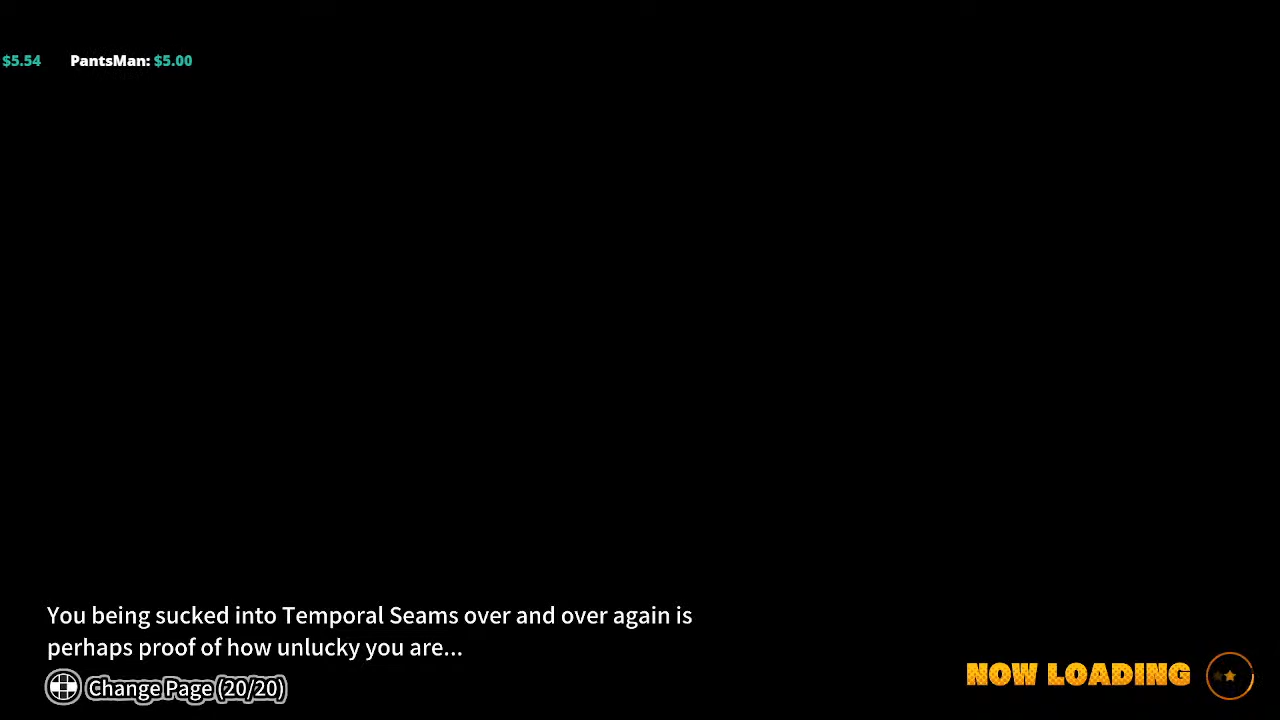 $5.54 PantsMan: $5.00
You being sucked into Temporal Seams over and over again is
perhaps proof of how unlucky you are...
Change Page (20/20)
NOW LOADING